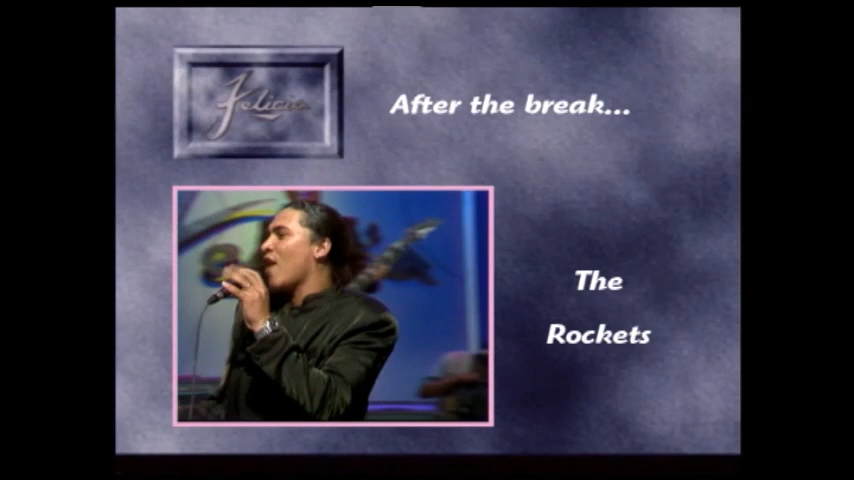 Felicia
After the break...
The
Rockets